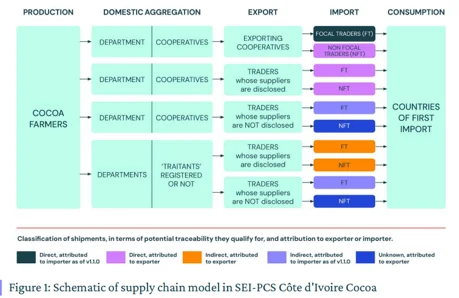 PRODUCTION
DOMESTIC AGGREGATION
EXPORT
IMPORT
CONSUMPTION
COCOA
FARMERS
DEPARTMENT
COOPERATIVES
EXPORTING
COOPERATIVES
FOCAL TRADERS (FT)
NON FOCAL
TRADERS (NFT)
DEPARTMENT
COOPERATIVES
TRADERS
whose suppliers
are disclosed
FT
NFT
DEPARTMENT
COOPERATIVES
TRADERS
whose suppliers
are NOT disclosed
FT
NFT
DEPARTMENTS
'TRAITANTS'
REGISTERED
OR NOT
TRADERS
whose suppliers
are disclosed
FT
NFT
TRADERS
whose suppliers
are NOT disclosed
FT
NFT
COUNTRIES
OF FIRST
IMPORT
Classification of shipments, in terms of potential traceability they qualify for, and attribution to exporter or importer.
Direct, attributed
to importer as of v1.1.0
Direct, attributed
to exporter
Indirect, attributed
to exporter
Indirect, attributed
to importer as of v1.1.0
Unknown, attributed
to exporter
Figure 1: Schematic of supply chain model in SEI-PCS Côte d'Ivoire Cocoa